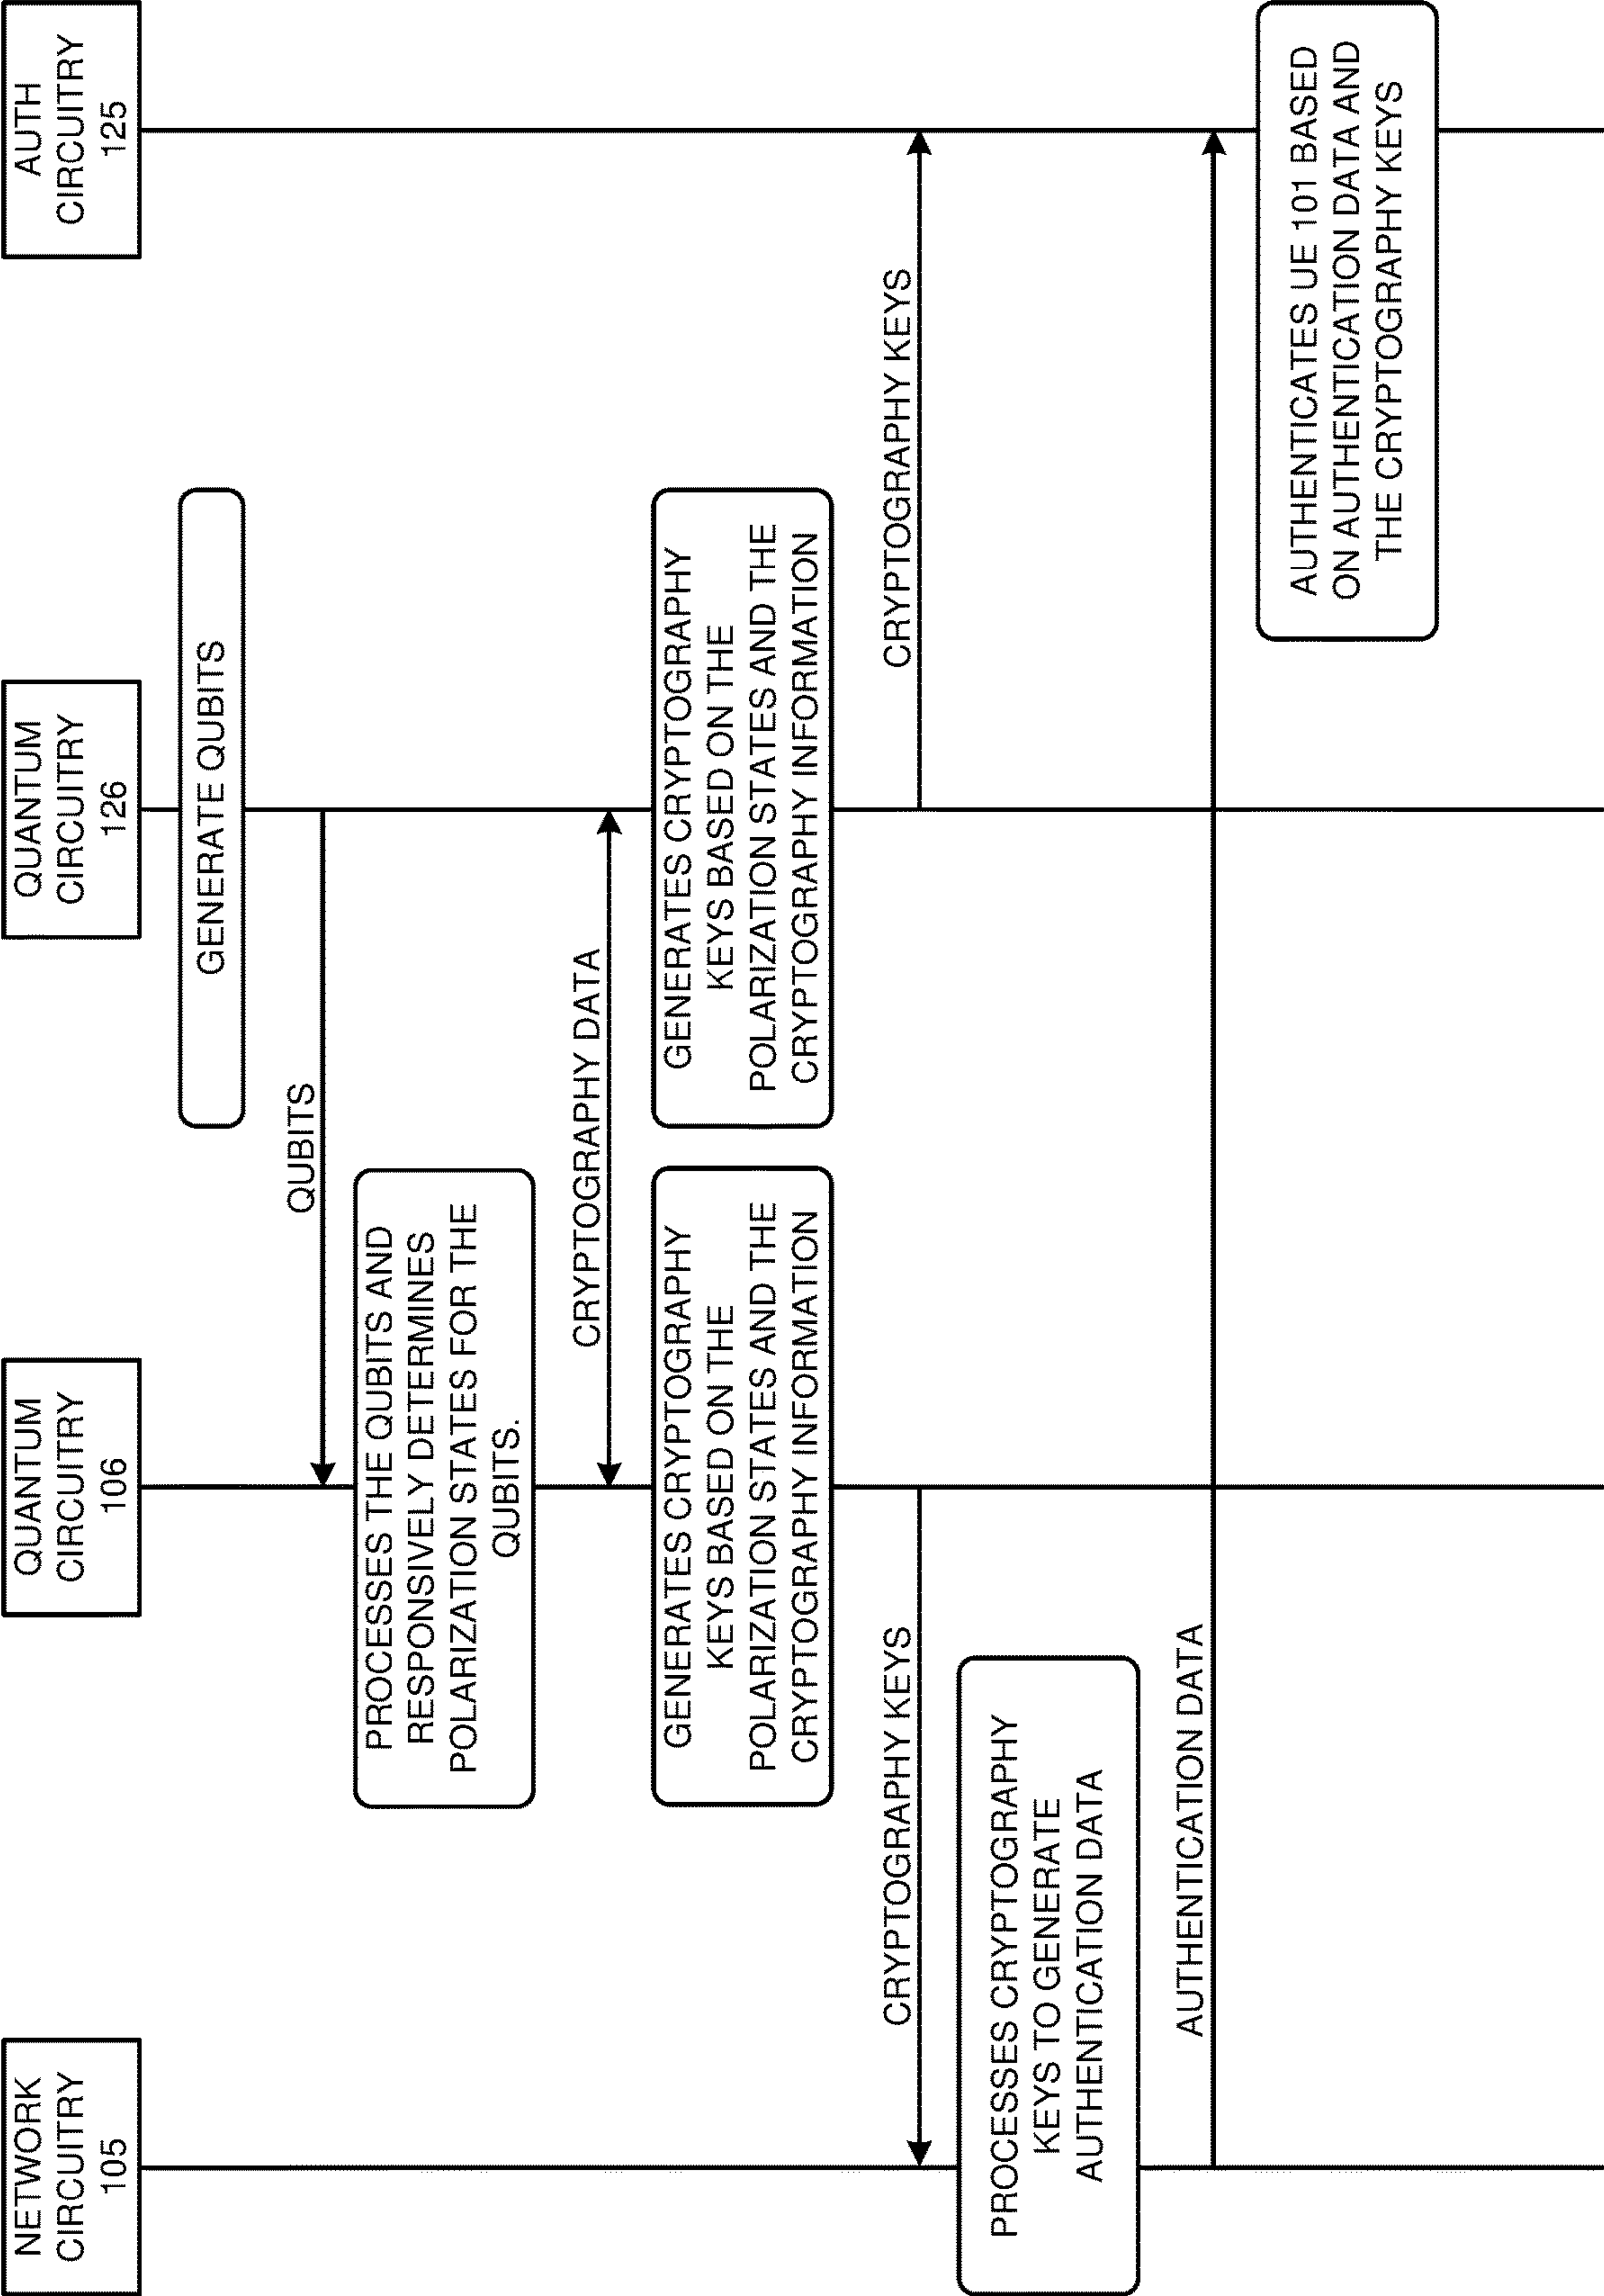 NETWORK
CIRCUITRY
105
QUANTUM
CIRCUITRY
106
QUANTUM
CIRCUITRY
126
AUTH
CIRCUITRY
125
GENERATE QUBITS
QUBITS
PROCESSES THE QUBITS AND
RESPONSIVELY DETERMINES
POLARIZATION STATES FOR THE
QUBITS.
CRYPTOGRAPHY DATA
GENERATES CRYPTOGRAPHY
KEYS BASED ON THE
POLARIZATION STATES AND THE
CRYPTOGRAPHY INFORMATION
GENERATES CRYPTOGRAPHY
KEYS BASED ON THE
POLARIZATION STATES AND THE
CRYPTOGRAPHY INFORMATION
CRYPTOGRAPHY KEYS
CRYPTOGRAPHY KEYS
PROCESSES CRYPTOGRAPHY
KEYS TO GENERATE
AUTHENTICATION DATA
AUTHENTICATION DATA
AUTHENTICATES UE 101 BASED
ON AUTHENTICATION DATA AND
THE CRYPTOGRAPHY KEYS